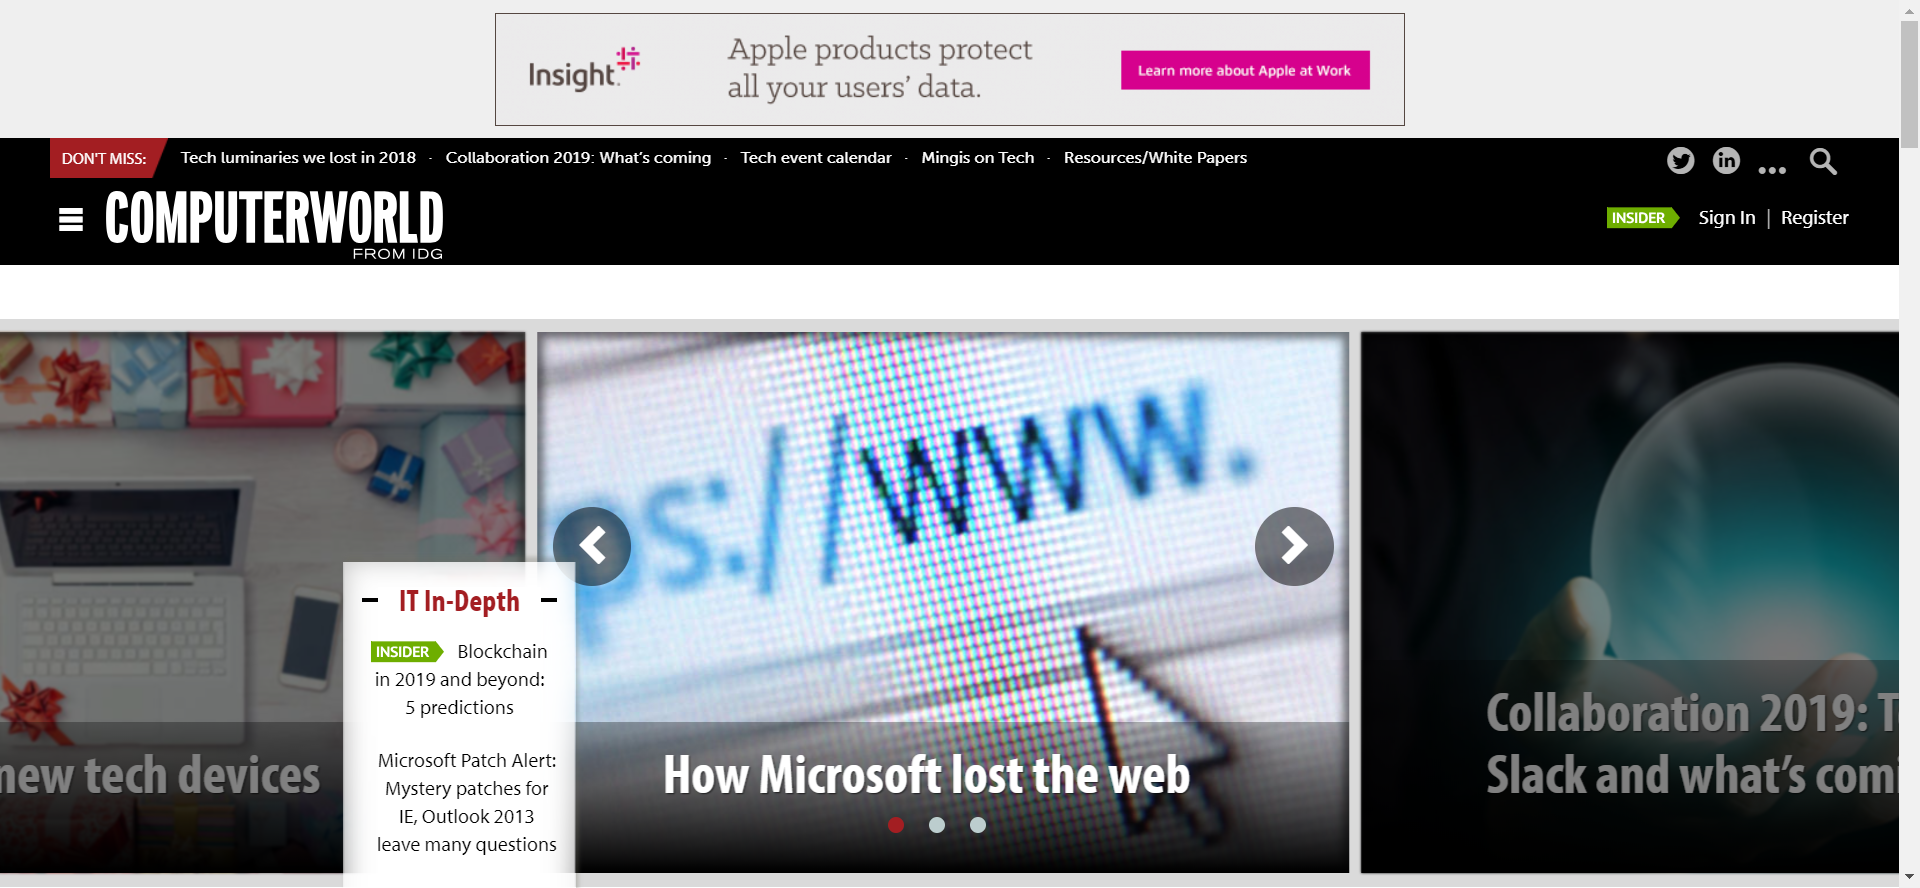 Insight.
Apple products protect
all your users' data.
Learn more about Apple at Work
DON'T MISS:
Tech luminaries we lost in 2018 · Collaboration 2019: What's coming · Tech event calendar · Mingis on Tech · Resources/White Papers
COMPUTERWORLD
FROM IDG
INSIDER Sign In | Register
ps://www.
IT In-Depth
INSIDER Blockchain
in 2019 and beyond:
5 predictions
Microsoft Patch Alert:
Mystery patches for
IE, Outlook 2013
leave many questions
new tech devices
How Microsoft lost the web
Collaboration 2019: T
Slack and what's comi